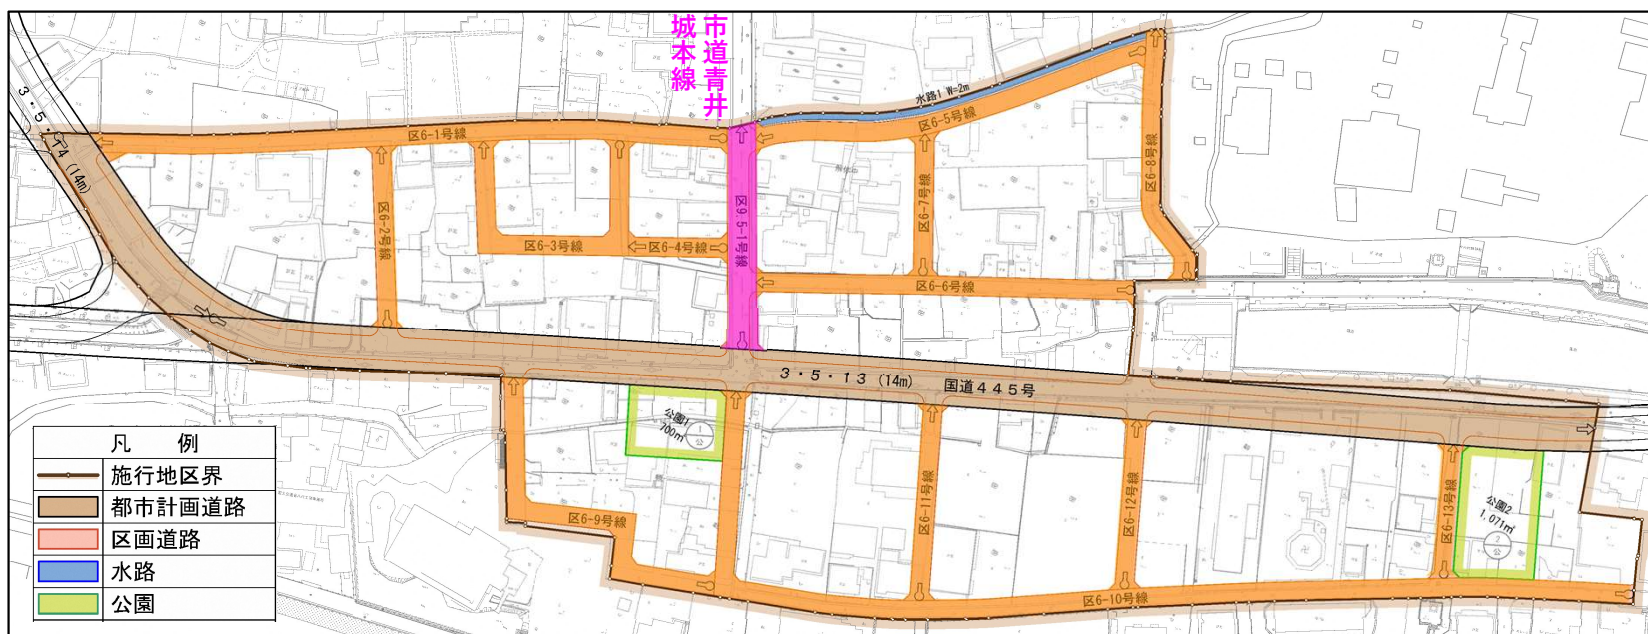 市道青井
城本線
3・5・14 (14m)
区6-1号線
水路1 W=2m
区6-5号線
区6-8号線
区6-2号線
区6-3号線
区6-4号線
区9.5-1号線
区6-7号線
区6-6号線
3・5・13 (14m)
国道445号
公園1
700㎡
1
公
区6-9号線
区6-11号線
区6-12号線
区6-13号線
公園2
1,071㎡
2
公
区6-10号線
凡 例
施行地区界
都市計画道路
区画道路
水路
公園